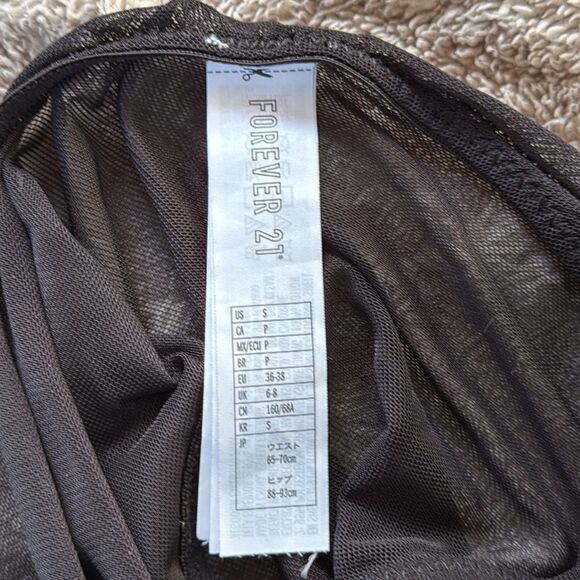 FOREVER 21®
US S
CA P
MX/ECU P
BR P
EU 36-38
UK 6-8
CN 160/68A
KR S
JP ウエスト
65-70cm
ヒップ
88-93cm